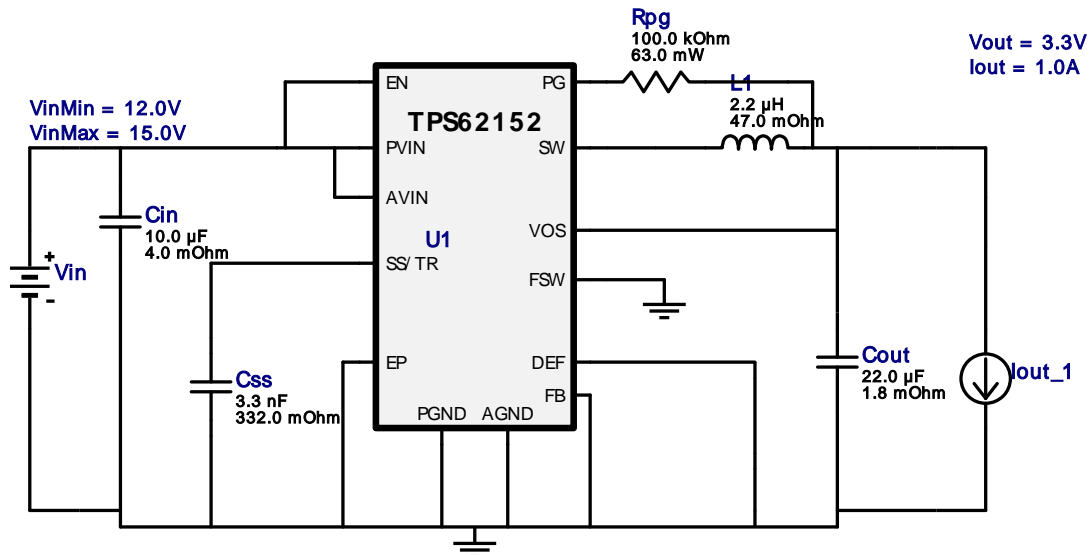 Rpg
100.0 kOhm
63.0 mW
Vout = 3.3V
Iout = 1.0A
VinMin = 12.0V
VinMax = 15.0V
EN
PG
L1
2.2 µH
47.0 mOhm
TPS62152
PVIN
SW
AVIN
Cin
10.0 µF
4.0 mOhm
U1
VOS
SS/TR
FSW
+
Vin
-
EP
DEF
Cout
22.0 µF
1.8 mOhm
Iout_1
Css
3.3 nF
332.0 mOhm
FB
PGND AGND